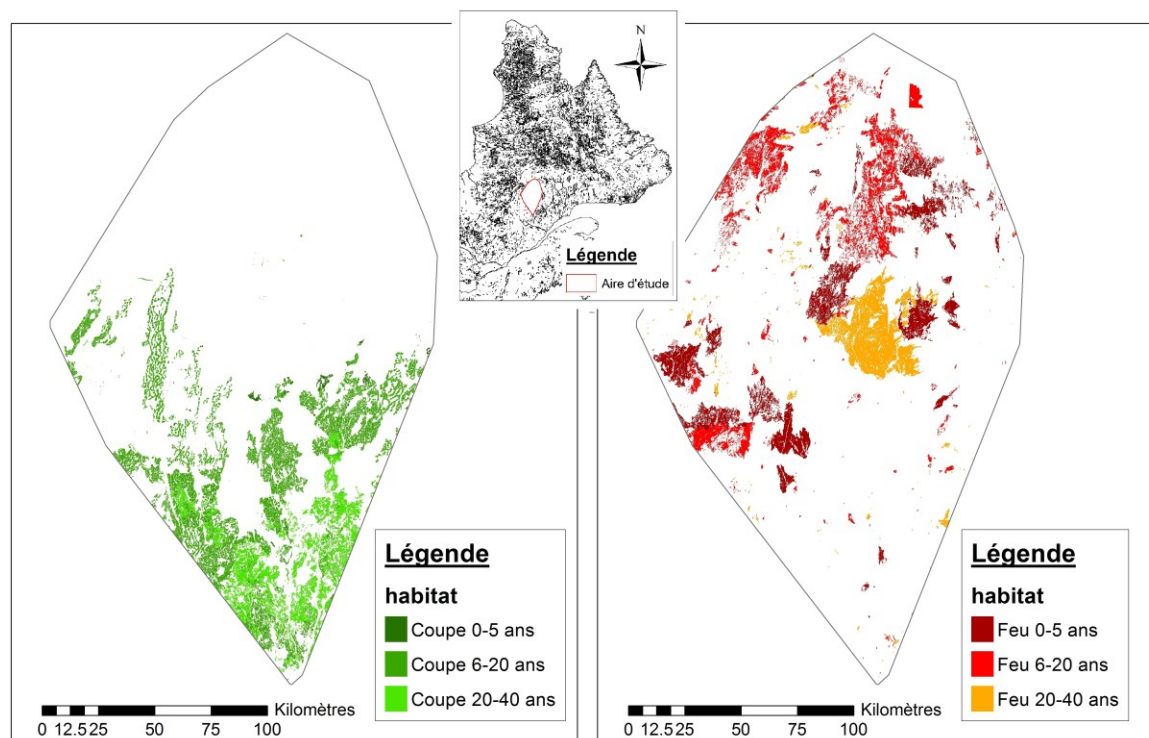 N
Légende
Aire d'étude
Légende
habitat
Coupe 0-5 ans
Coupe 6-20 ans
Coupe 20-40 ans
Kilomètres
0 12.5 25 50 75 100
Légende
habitat
Feu 0-5 ans
Feu 6-20 ans
Feu 20-40 ans
Kilomètres
0 12.5 25 50 75 100